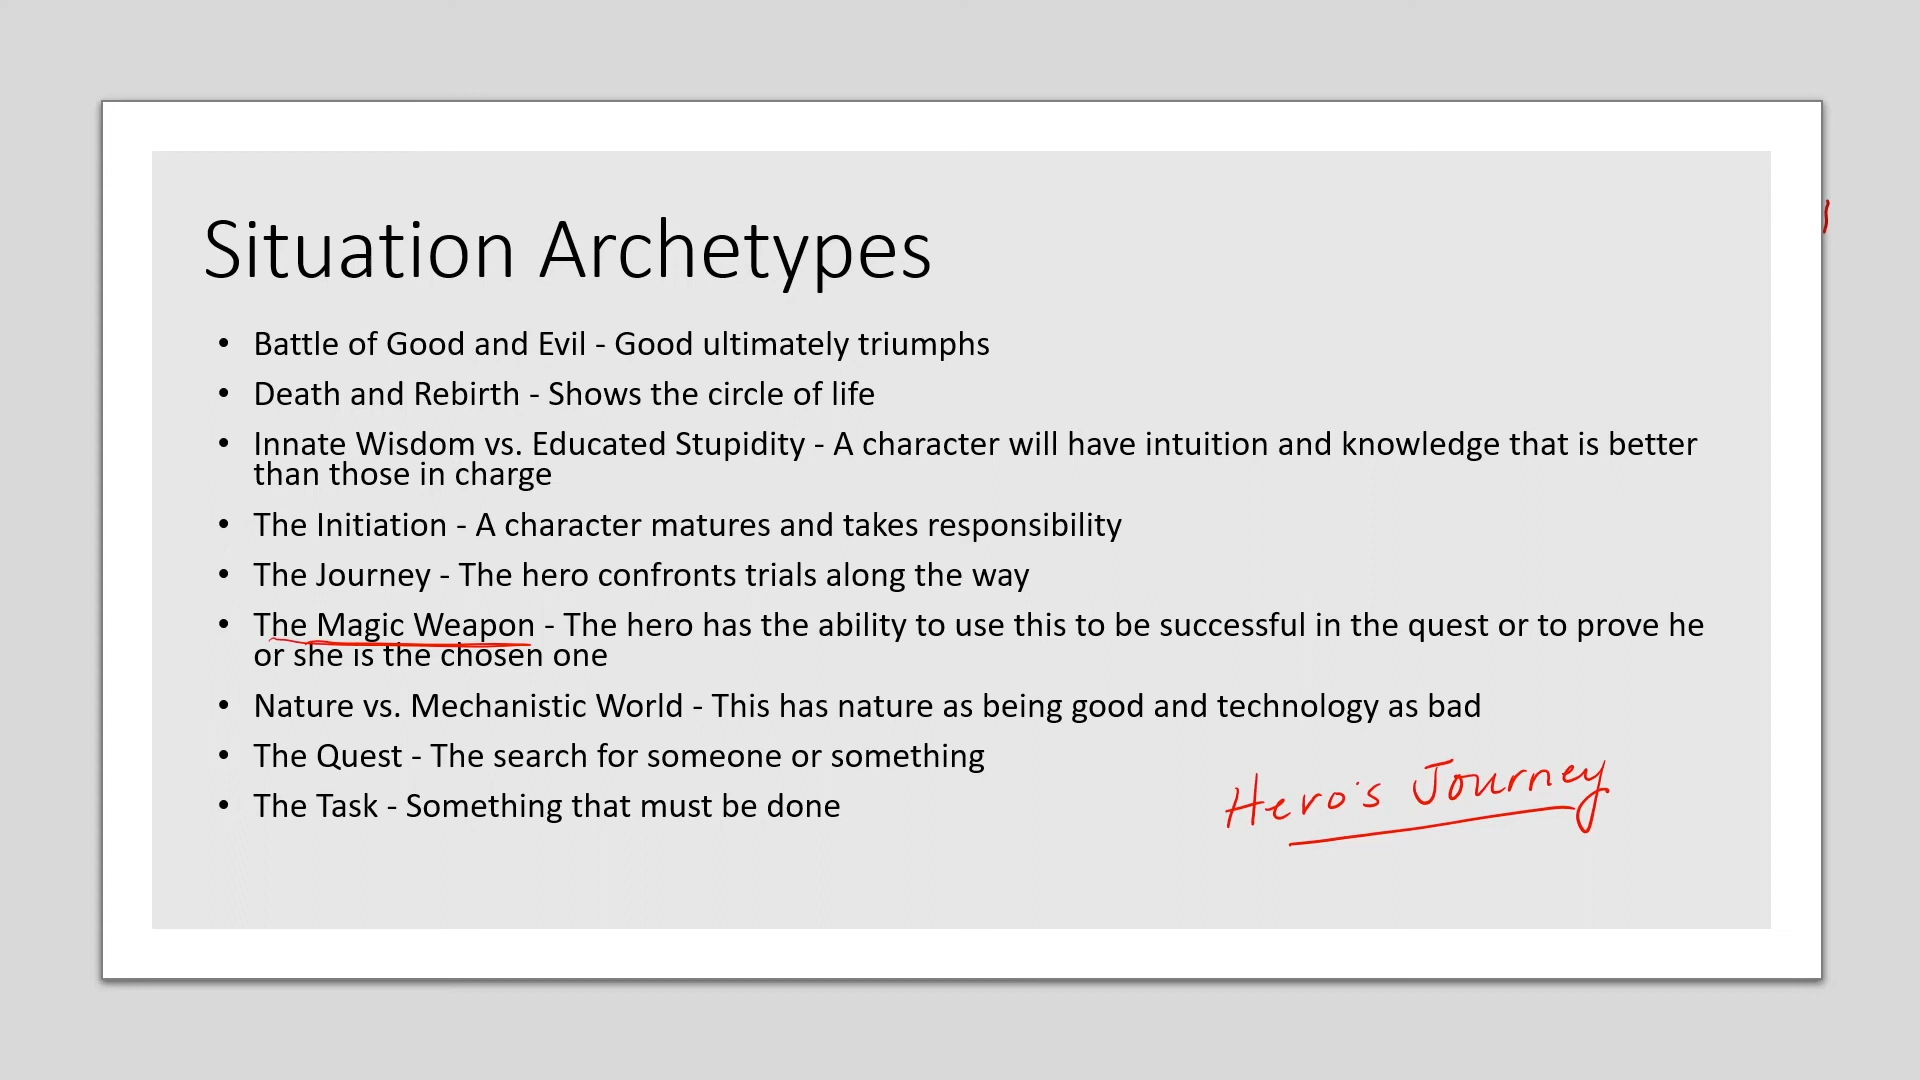 Situation Archetypes
• Battle of Good and Evil - Good ultimately triumphs
• Death and Rebirth - Shows the circle of life
• Innate Wisdom vs. Educated Stupidity - A character will have intuition and knowledge that is better
than those in charge
• The Initiation - A character matures and takes responsibility
• The Journey - The hero confronts trials along the way
• The Magic Weapon - The hero has the ability to use this to be successful in the quest or to prove he
or she is the chosen one
• Nature vs. Mechanistic World - This has nature as being good and technology as bad
• The Quest - The search for someone or something
• The Task - Something that must be done
Hero's Journey